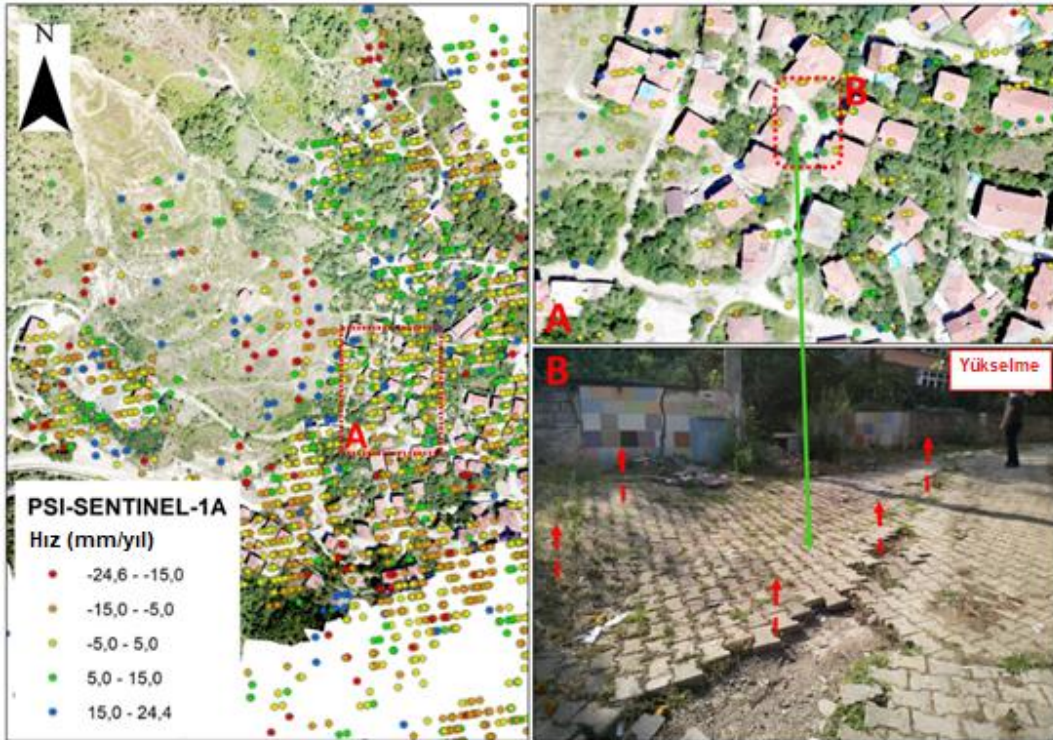 N
A
PSI-SENTINEL-1A
Hız (mm/yıl)
-24,6 - -15,0
-15,0 - -5,0
-5,0 - 5,0
5,0 - 15,0
15,0 - 24,4
B
A
B
Yükselme